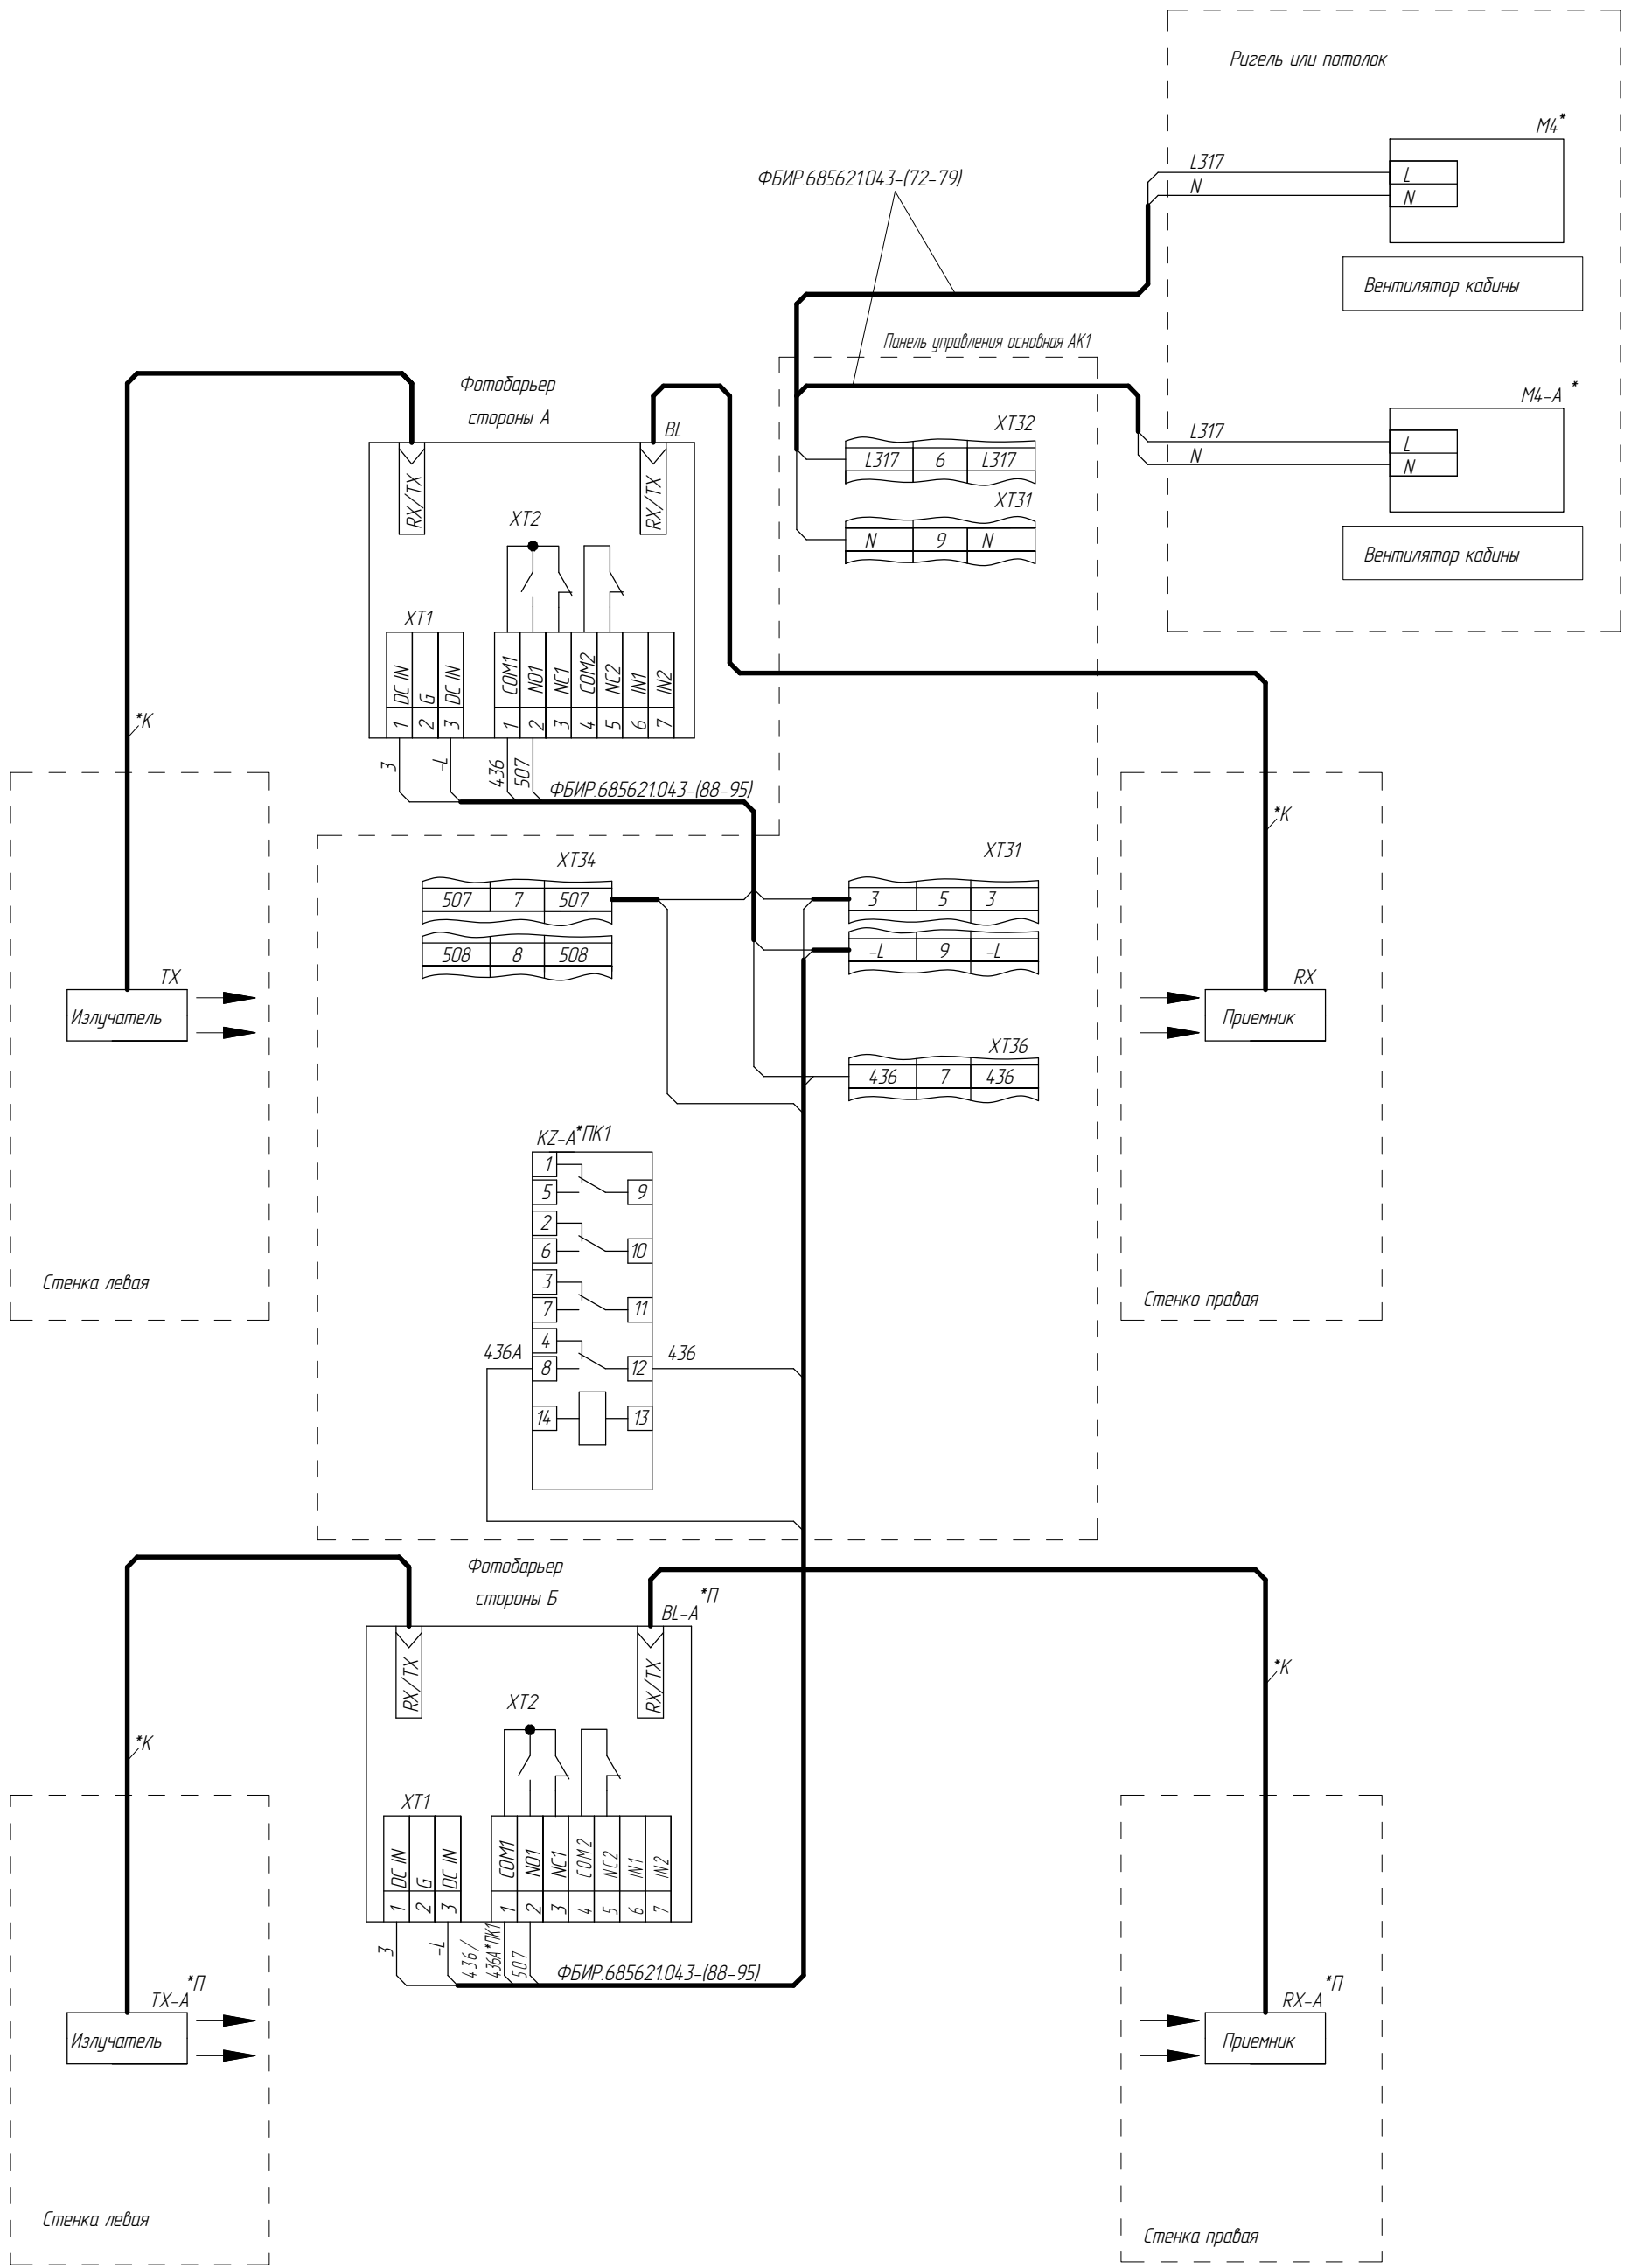 Ригель или потолок
M4*
L317
N
L
N
Вентилятор кабины
ФБИР.685621.043-(72-79)
Панель управления основная АК1
M4-A *
L317
N
L
N
Вентилятор кабины
XT32
L317 6 L317
XT31
N 9 N
Фотобарьер
стороны А
BL
RX/TX
RX/TX
XT2
XT1
DC IN
G
DC IN
COM1
NO1
NC1
COM2
NC2
IN1
IN2
1 2 3
1 2 3 4 5 6 7
3
-L
436
507
ФБИР.685621.043-(88-95)
*К
*К
XT34
507 7 507
508 8 508
XT31
3 5 3
-L 9 -L
XT36
436 7 436
TX
Излучатель
Стенка левая
RX
Приемник
Стенко правая
KZ-A*ПК1
1
5 9
2
6 10
3
7 11
4
8 12
14 13
436A
436
Фотобарьер
стороны Б
BL-A *П
RX/TX
RX/TX
XT2
XT1
DC IN
G
DC IN
COM1
NO1
NC1
COM2
NC2
IN1
IN2
1 2 3
1 2 3 4 5 6 7
3
-L
436/
436A*ПК1
507
ФБИР.685621.043-(88-95)
*К
*К
TX-A *П
Излучатель
Стенка левая
RX-A *П
Приемник
Стенка правая